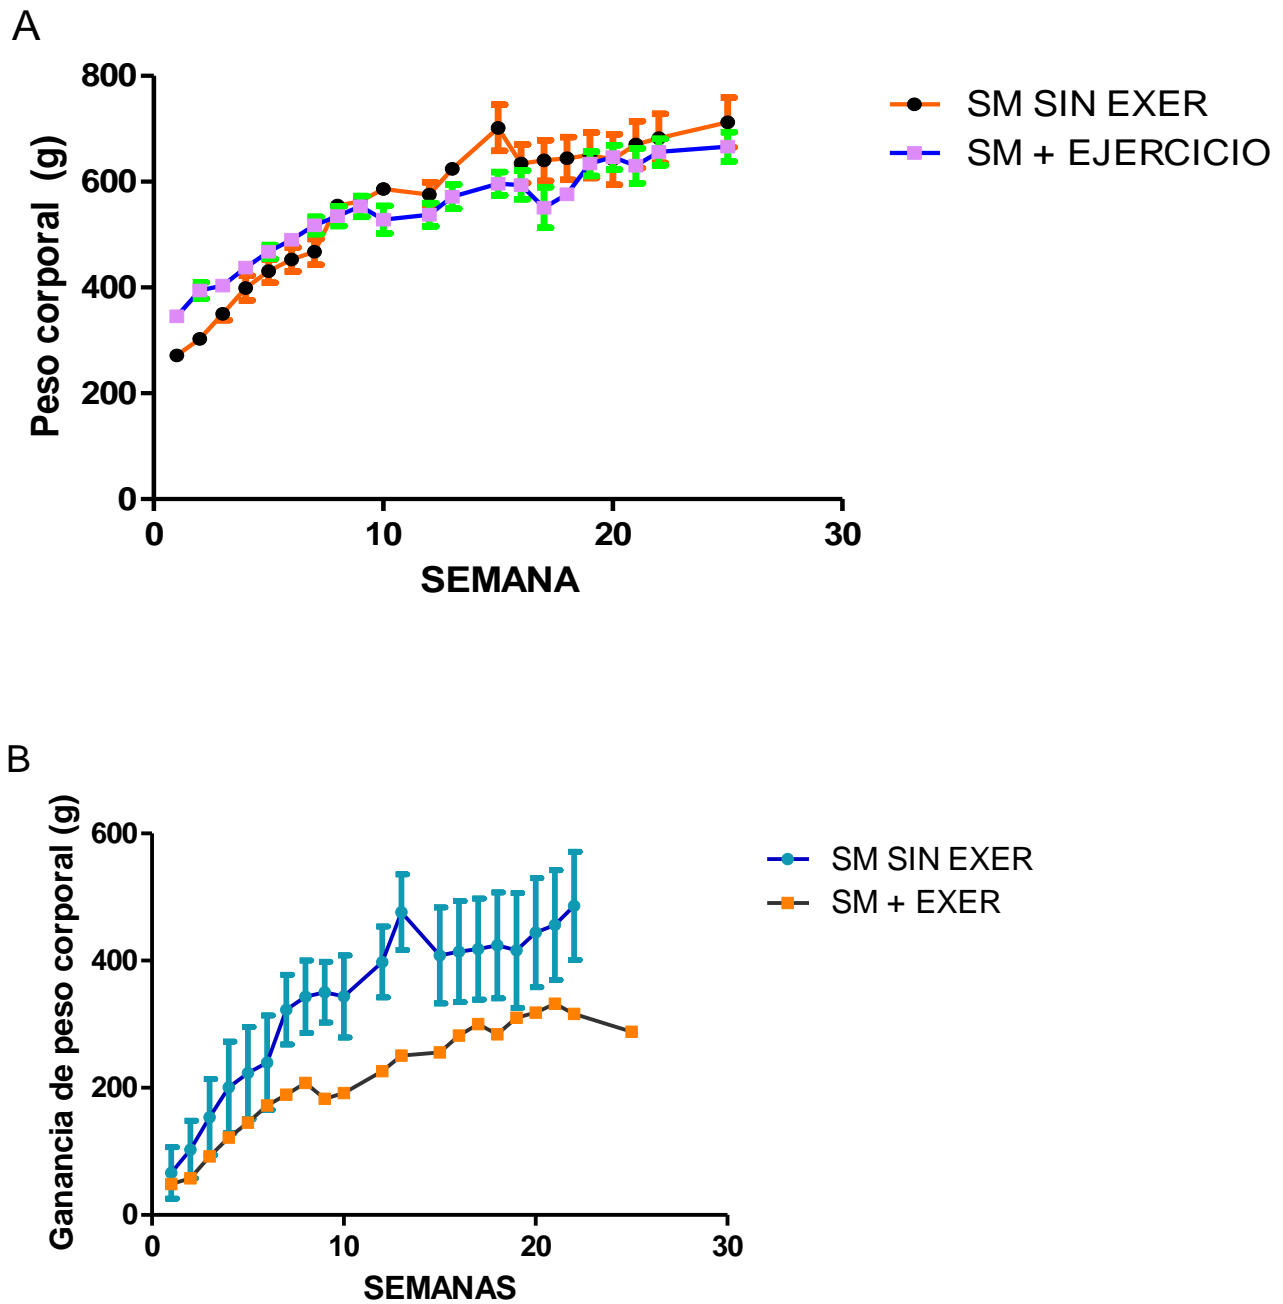 A
Peso corporal (g)
800
600
400
200
0
0 10 20 30
SEMANA
SM SIN EXER
SM + EJERCICIO
B
Ganancia de peso corporal (g)
600
400
200
0
0 10 20 30
SEMANAS
SM SIN EXER
SM + EXER